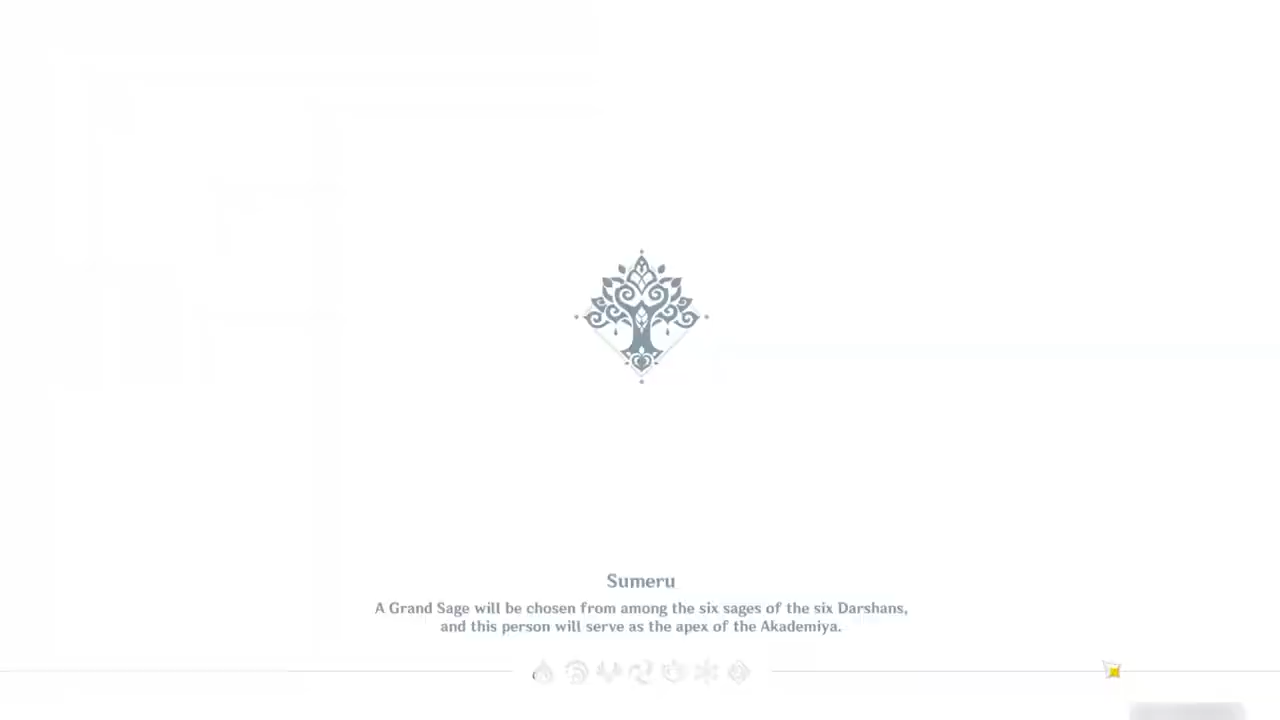 Sumeru
A Grand Sage will be chosen from among the six sages of the six Darshans,
and this person will serve as the apex of the Akademiya.